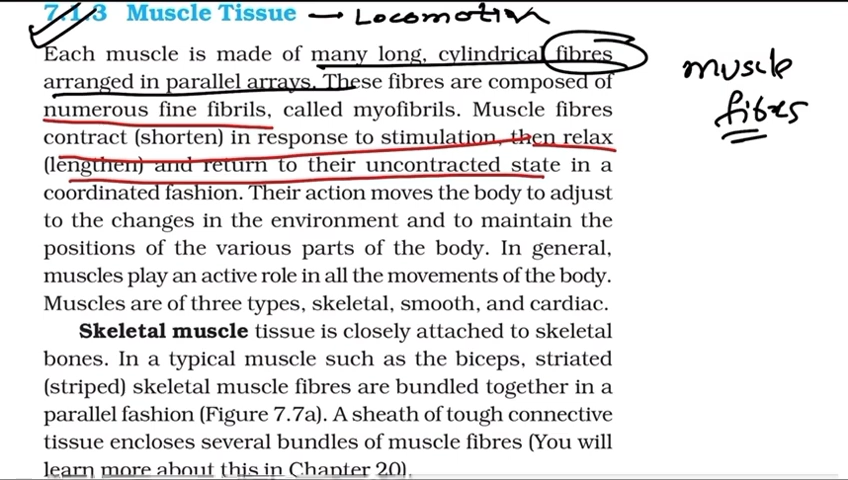 7.1.3 Muscle Tissue → Locomotion
Each muscle is made of many long, cylindrical fibres
arranged in parallel arrays. These fibres are composed of
numerous fine fibrils, called myofibrils. Muscle fibres
contract (shorten) in response to stimulation, then relax
(lengthen) and return to their uncontracted state in a
coordinated fashion. Their action moves the body to adjust
to the changes in the environment and to maintain the
positions of the various parts of the body. In general,
muscles play an active role in all the movements of the body.
Muscles are of three types, skeletal, smooth, and cardiac.
Skeletal muscle tissue is closely attached to skeletal
bones. In a typical muscle such as the biceps, striated
(striped) skeletal muscle fibres are bundled together in a
parallel fashion (Figure 7.7a). A sheath of tough connective
tissue encloses several bundles of muscle fibres (You will
learn more about this in Chapter 20).
muscle
fibres